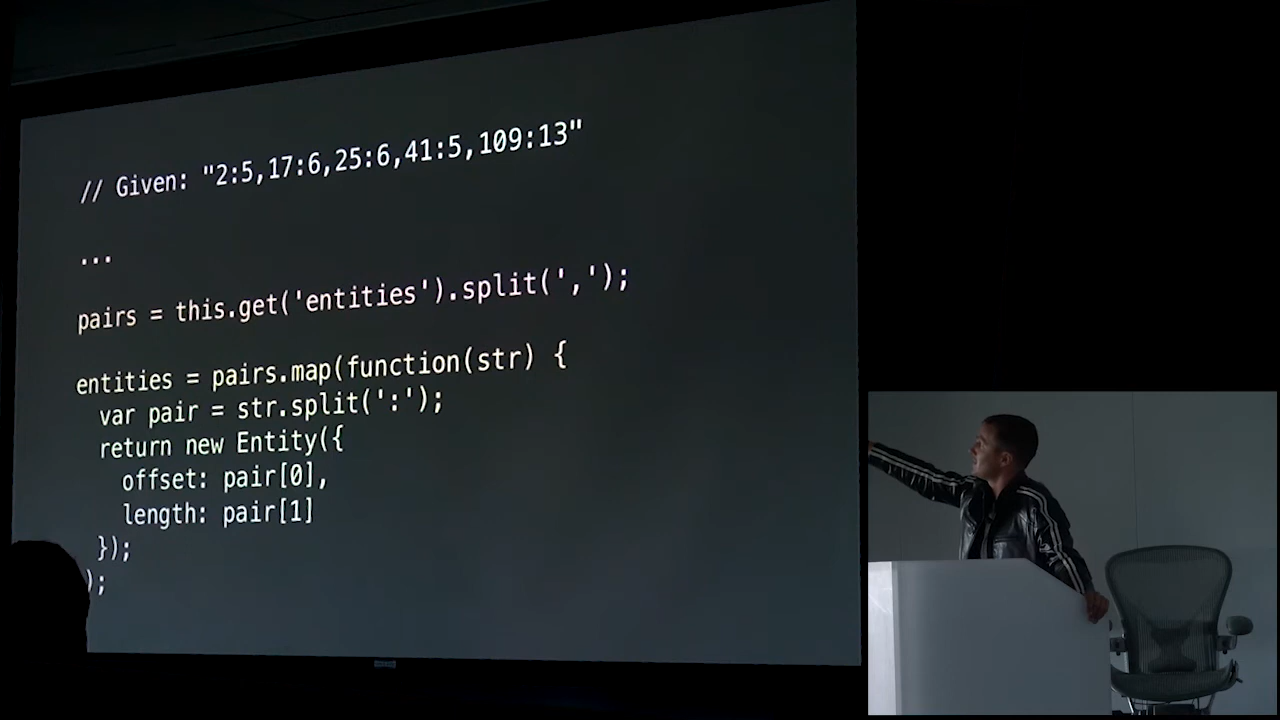 // Given: "2:5,17:6,25:6,41:5,109:13"
...
pairs = this.get('entities').split(',');
entities = pairs.map(function(str) {
var pair = str.split(':');
return new Entity({
offset: pair[0],
length: pair[1]
});
);